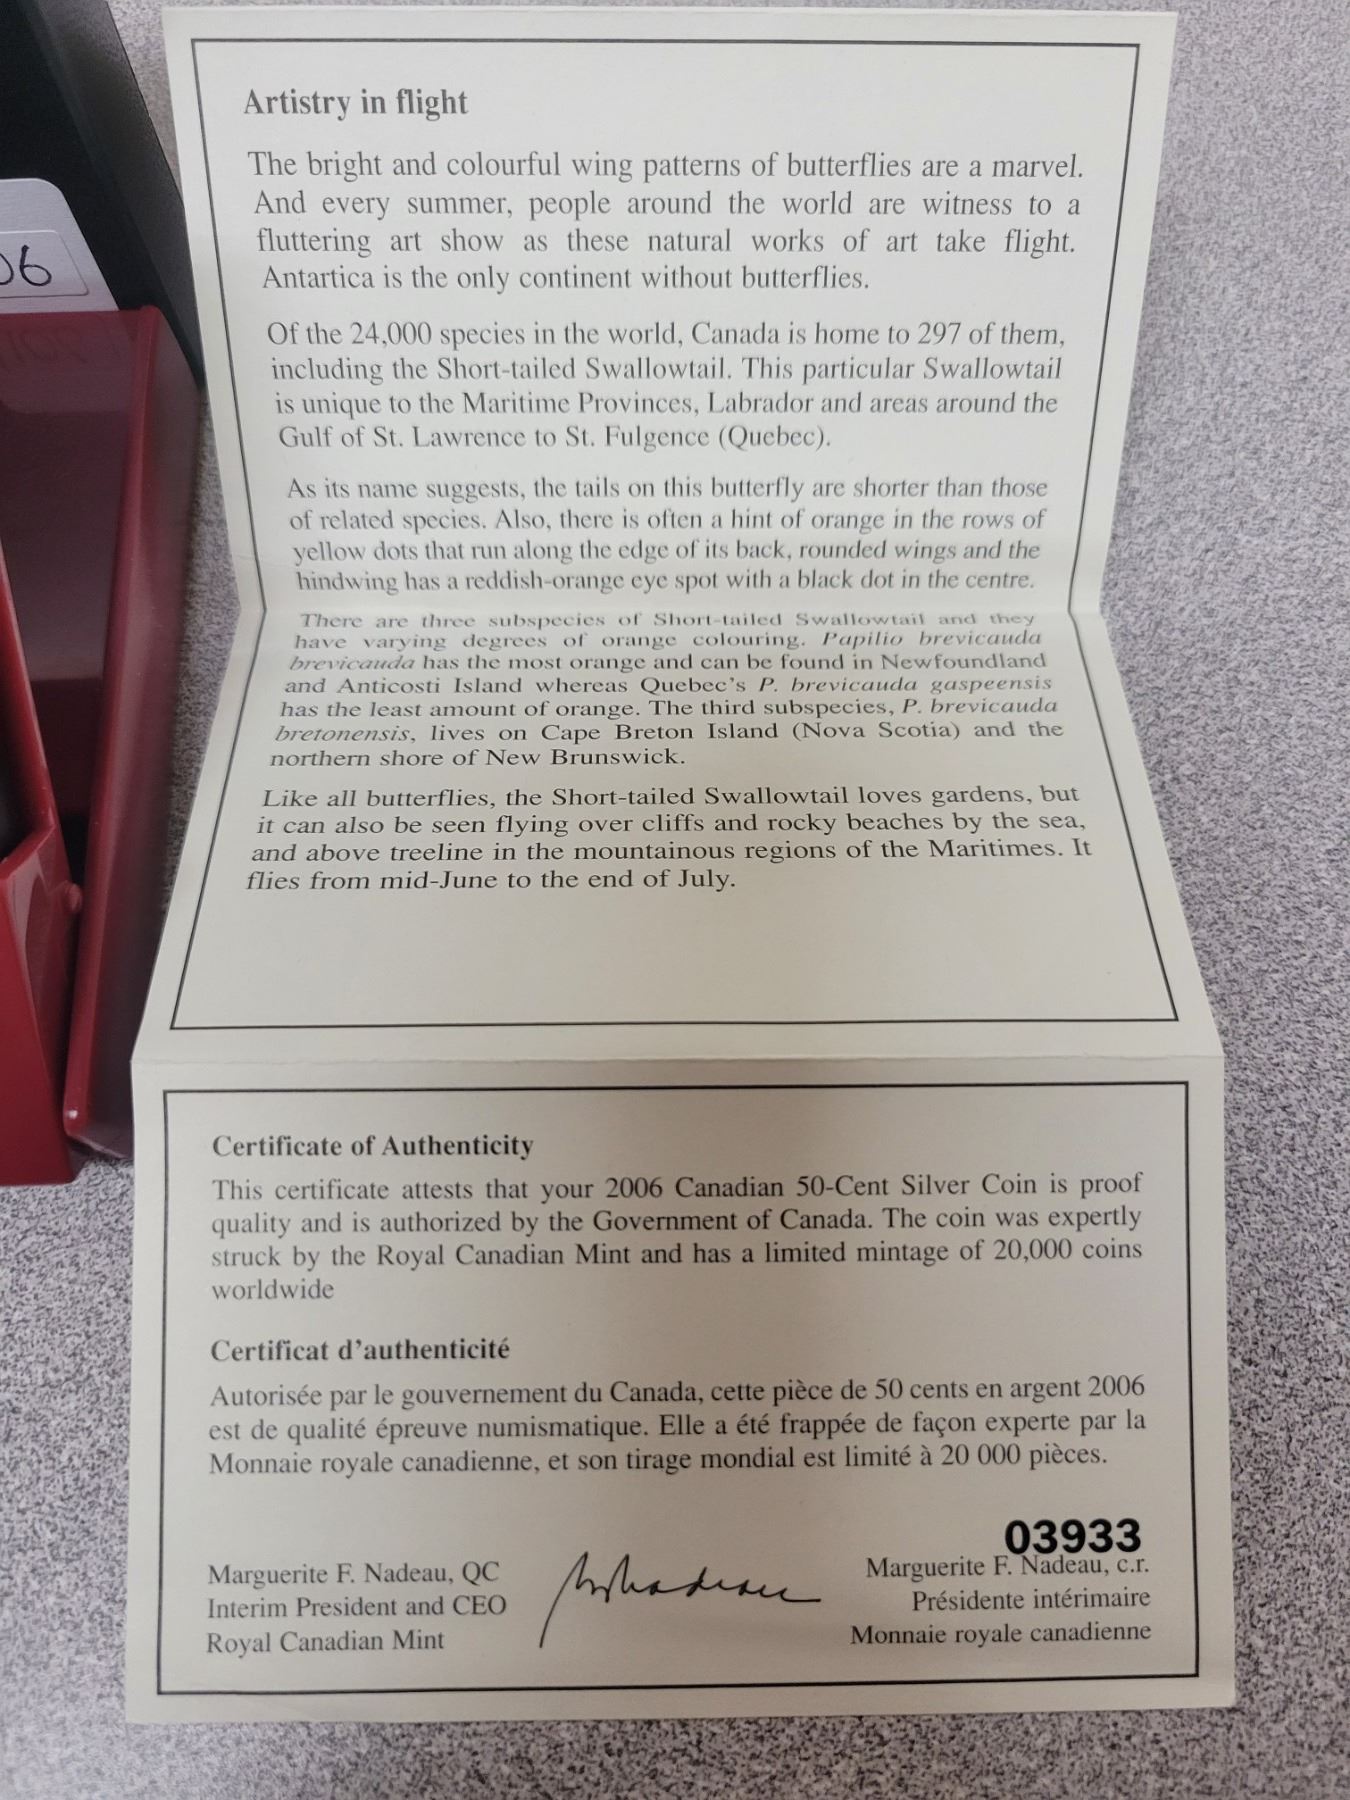 06
Artistry in flight
The bright and colourful wing patterns of butterflies are a marvel.
And every summer, people around the world are witness to a
fluttering art show as these natural works of art take flight.
Antartica is the only continent without butterflies.
Of the 24,000 species in the world, Canada is home to 297 of them,
including the Short-tailed Swallowtail. This particular Swallowtail
is unique to the Maritime Provinces, Labrador and areas around the
Gulf of St. Lawrence to St. Fulgence (Quebec).
As its name suggests, the tails on this butterfly are shorter than those
of related species. Also, there is often a hint of orange in the rows of
yellow dots that run along the edge of its back, rounded wings and the
hindwing has a reddish-orange eye spot with a black dot in the centre.
There are three subspecies of Short-tailed Swallowtail and they
have varying degrees of orange colouring. Papilio brevicauda
brevicauda has the most orange and can be found in Newfoundland
and Anticosti Island whereas Quebec's P. brevicauda gaspeensis
has the least amount of orange. The third subspecies, P. brevicauda
bretonensis, lives on Cape Breton Island (Nova Scotia) and the
northern shore of New Brunswick.
Like all butterflies, the Short-tailed Swallowtail loves gardens, but
it can also be seen flying over cliffs and rocky beaches by the sea,
and above treeline in the mountainous regions of the Maritimes. It
flies from mid-June to the end of July.
Certificate of Authenticity
This certificate attests that your 2006 Canadian 50-Cent Silver Coin is proof
quality and is authorized by the Government of Canada. The coin was expertly
struck by the Royal Canadian Mint and has a limited mintage of 20,000 coins
worldwide
Certificat d'authenticité
Autorisée par le gouvernement du Canada, cette pièce de 50 cents en argent 2006
est de qualité épreuve numismatique. Elle a été frappée de façon experte par la
Monnaie royale canadienne, et son tirage mondial est limité à 20 000 pièces.
03933
Marguerite F. Nadeau, QC
Interim President and CEO
Royal Canadian Mint
Marguerite F. Nadeau, c.r.
Présidente intérimaire
Monnaie royale canadienne